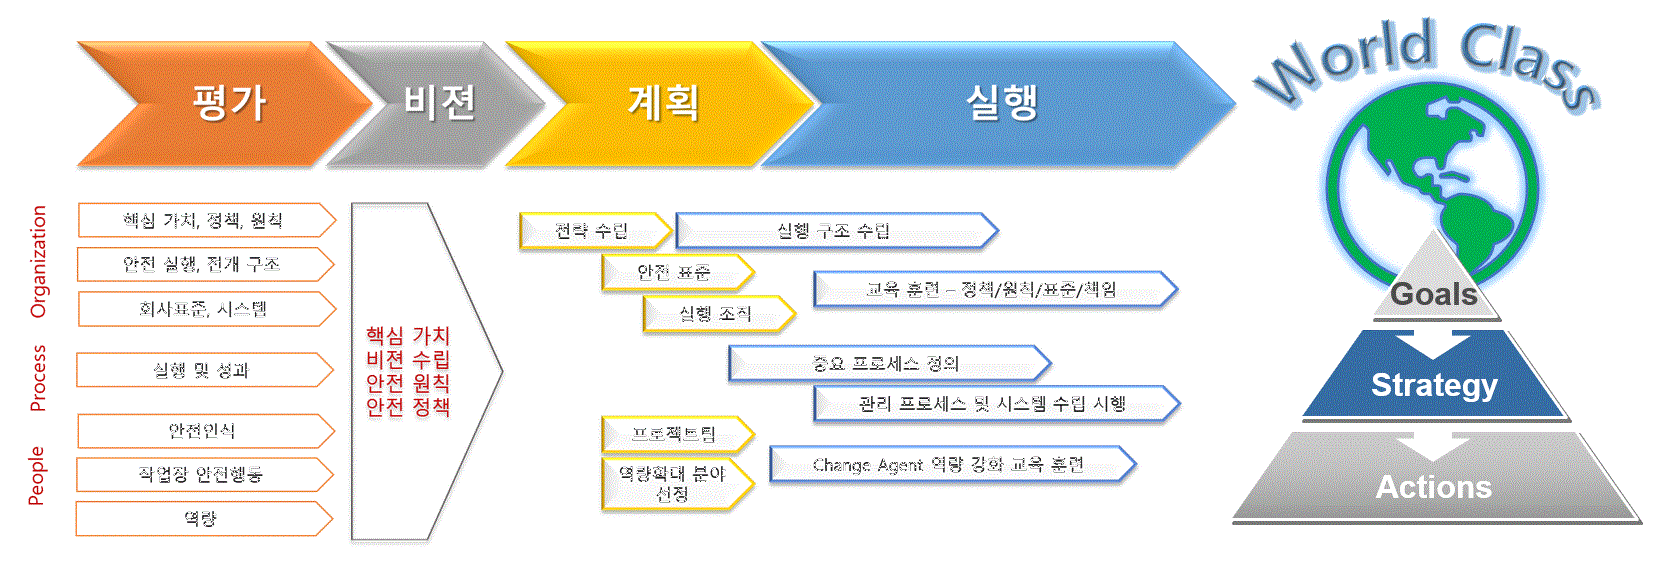 평가
비젼
계획
실행
World Class
Organization
핵심 가치, 정책, 원칙
안전 실행, 전개 구조
회사표준, 시스템
Process
실행 및 성과
People
안전인식
작업장 안전행동
역량
핵심 가치
비젼 수립
안전 원칙
안전 정책
전략 수립
안전 표준
실행 조직
프로젝트팀
역량확대 분야
선정
실행 구조 수립
교육 훈련 – 정책/원칙/표준/책임
중요 프로세스 정의
관리 프로세스 및 시스템 수립 시행
Change Agent 역량 강화 교육 훈련
Goals
Strategy
Actions